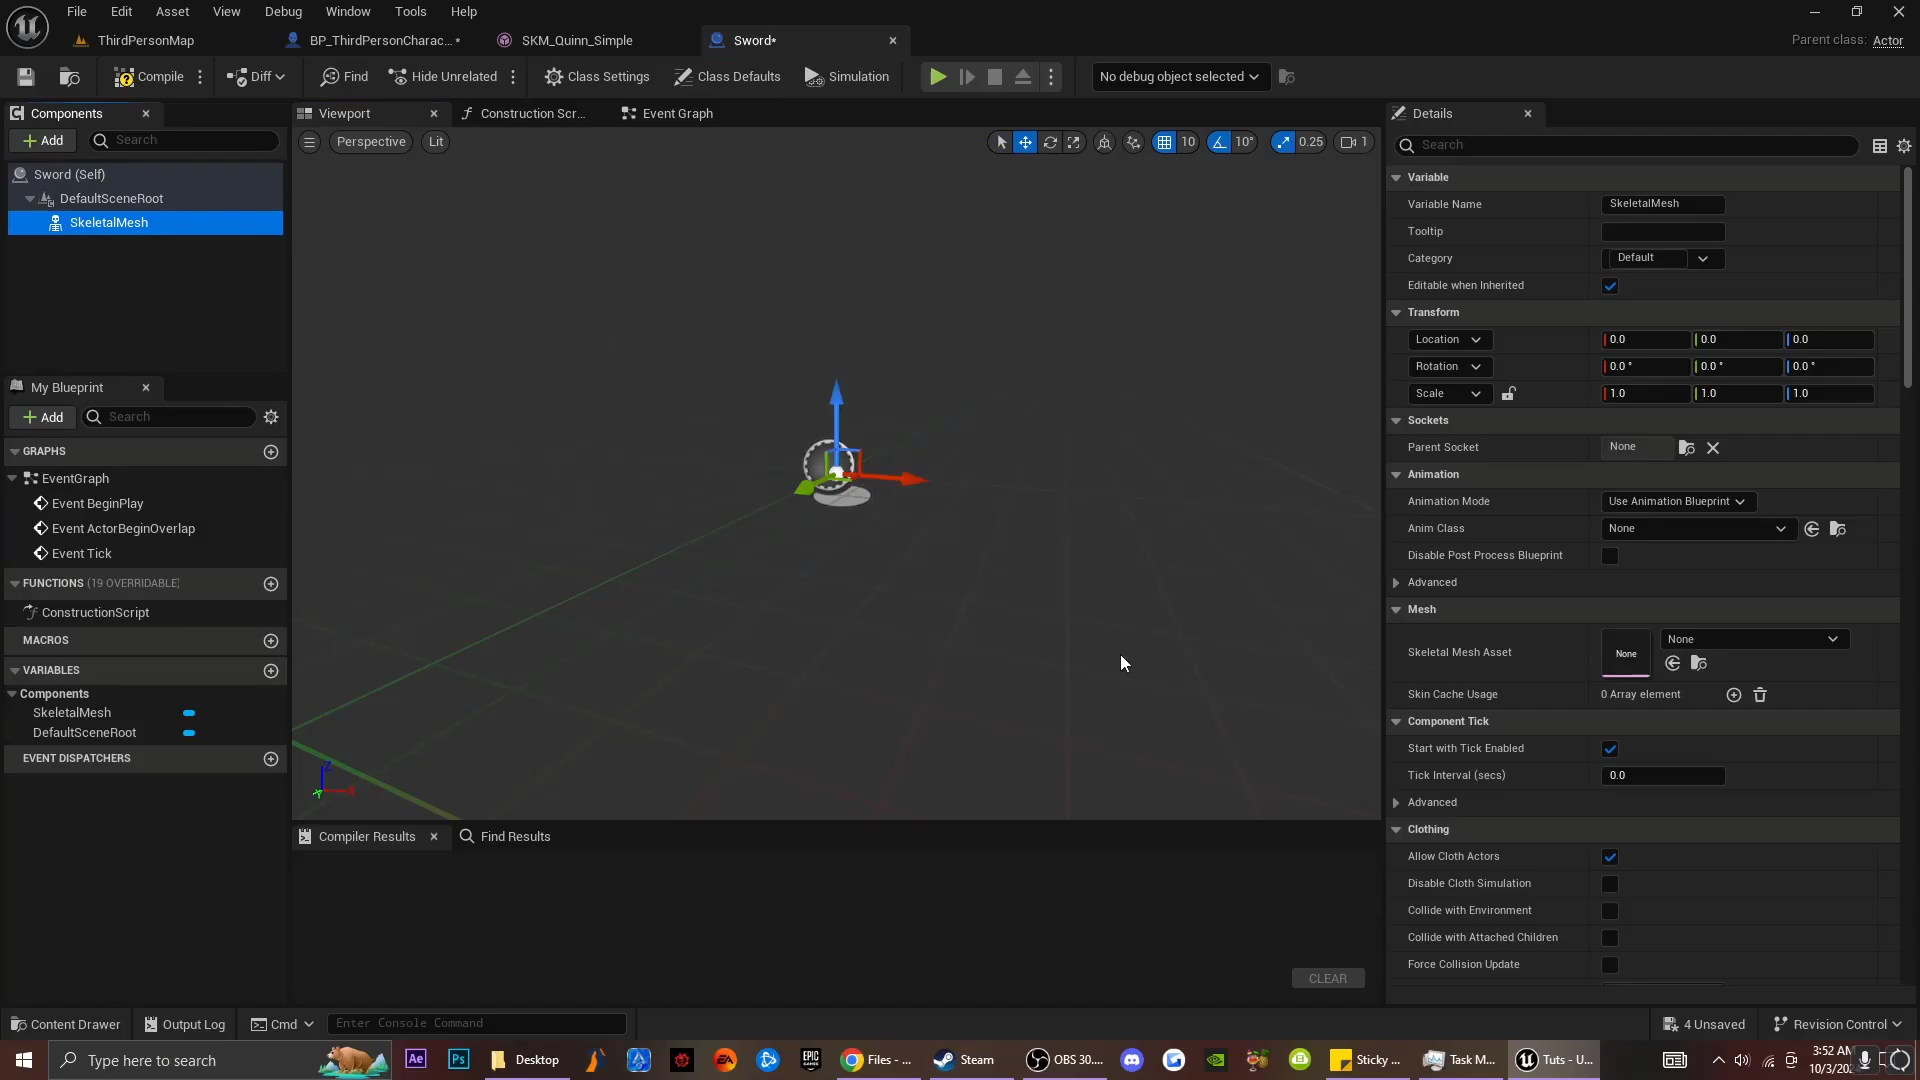 File Edit Asset View Debug Window Tools Help
ThirdPersonMap BP_ThirdPersonCharac...* SKM_Quinn_Simple Sword*
Parent class: Actor
Compile Diff Find Hide Unrelated Class Settings Class Defaults Simulation No debug object selected
Components
Add Search
Sword (Self)
DefaultSceneRoot
SkeletalMesh
My Blueprint
Add Search
GRAPHS
EventGraph
Event BeginPlay
Event ActorBeginOverlap
Event Tick
FUNCTIONS (19 OVERRIDABLE)
ConstructionScript
MACROS
VARIABLES
Components
SkeletalMesh
DefaultSceneRoot
EVENT DISPATCHERS
Viewport Construction Scr... Event Graph
Perspective Lit 10 10° 0.25 1
Z X Y
Compiler Results Find Results
CLEAR
Details
Search
Variable
Variable Name SkeletalMesh
Tooltip
Category Default
Editable when Inherited
Transform
Location 0.0 0.0 0.0
Rotation 0.0 ° 0.0 ° 0.0 °
Scale 1.0 1.0 1.0
Sockets
Parent Socket None
Animation
Animation Mode Use Animation Blueprint
Anim Class None
Disable Post Process Blueprint
Advanced
Mesh
Skeletal Mesh Asset None None
Skin Cache Usage 0 Array element
Component Tick
Start with Tick Enabled
Tick Interval (secs) 0.0
Advanced
Clothing
Allow Cloth Actors
Disable Cloth Simulation
Collide with Environment
Collide with Attached Children
Force Collision Update
Content Drawer Output Log Cmd Enter Console Command 4 Unsaved Revision Control
Type here to search Ae Ps Desktop EA EPIC GAMES Files - ... Steam OBS 30.... Sticky ... Task M... Tuts - U...
3:52 AM
10/3/20